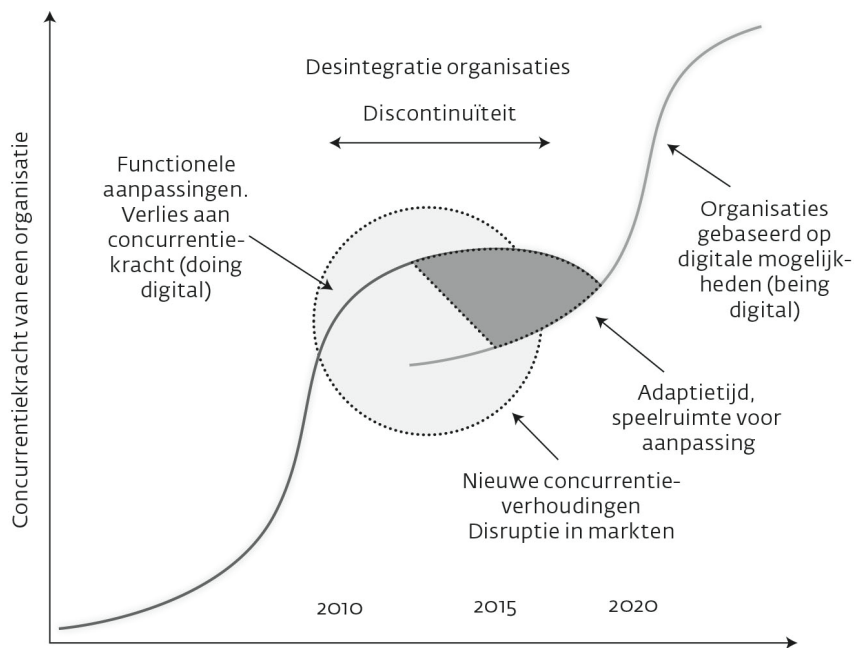 Desintegratie organisaties
Discontinuïteit
Functionele
aanpassingen.
Verlies aan
concurrentie-
kracht (doing
digital)
Organisaties
gebaseerd op
digitale mogelijk-
heden (being
digital)
Adaptietijd,
speelruimte voor
aanpassing
Nieuwe concurrentie-
verhoudingen
Disruptie in markten
Concurrentiekracht van een organisatie
2010
2015
2020